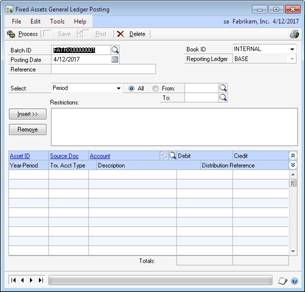 Fixed Assets General Ledger Posting
File Edit Tools Help sa Fabrikam, Inc. 4/12/2017
Process Save Post Delete
Batch ID Book ID INTERNAL
Posting Date 4/12/2017 Reporting Ledger BASE
Reference
Select: Period All From:
To:
Restrictions:
Insert >>
Remove
Asset ID Source Doc Account Debit Credit
Year-Period Trx. Acct Type Description Distribution Reference
Totals: